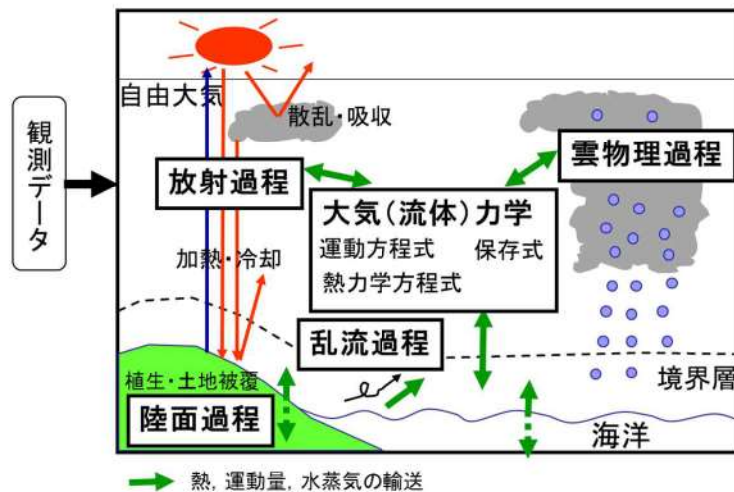 観測データ
自由大気
散乱・吸収
雲物理過程
放射過程
大気(流体)力学
運動方程式 保存式
熱力学方程式
加熱・冷却
乱流過程
境界層
植生・土地被覆
陸面過程
海洋
熱, 運動量, 水蒸気の輸送